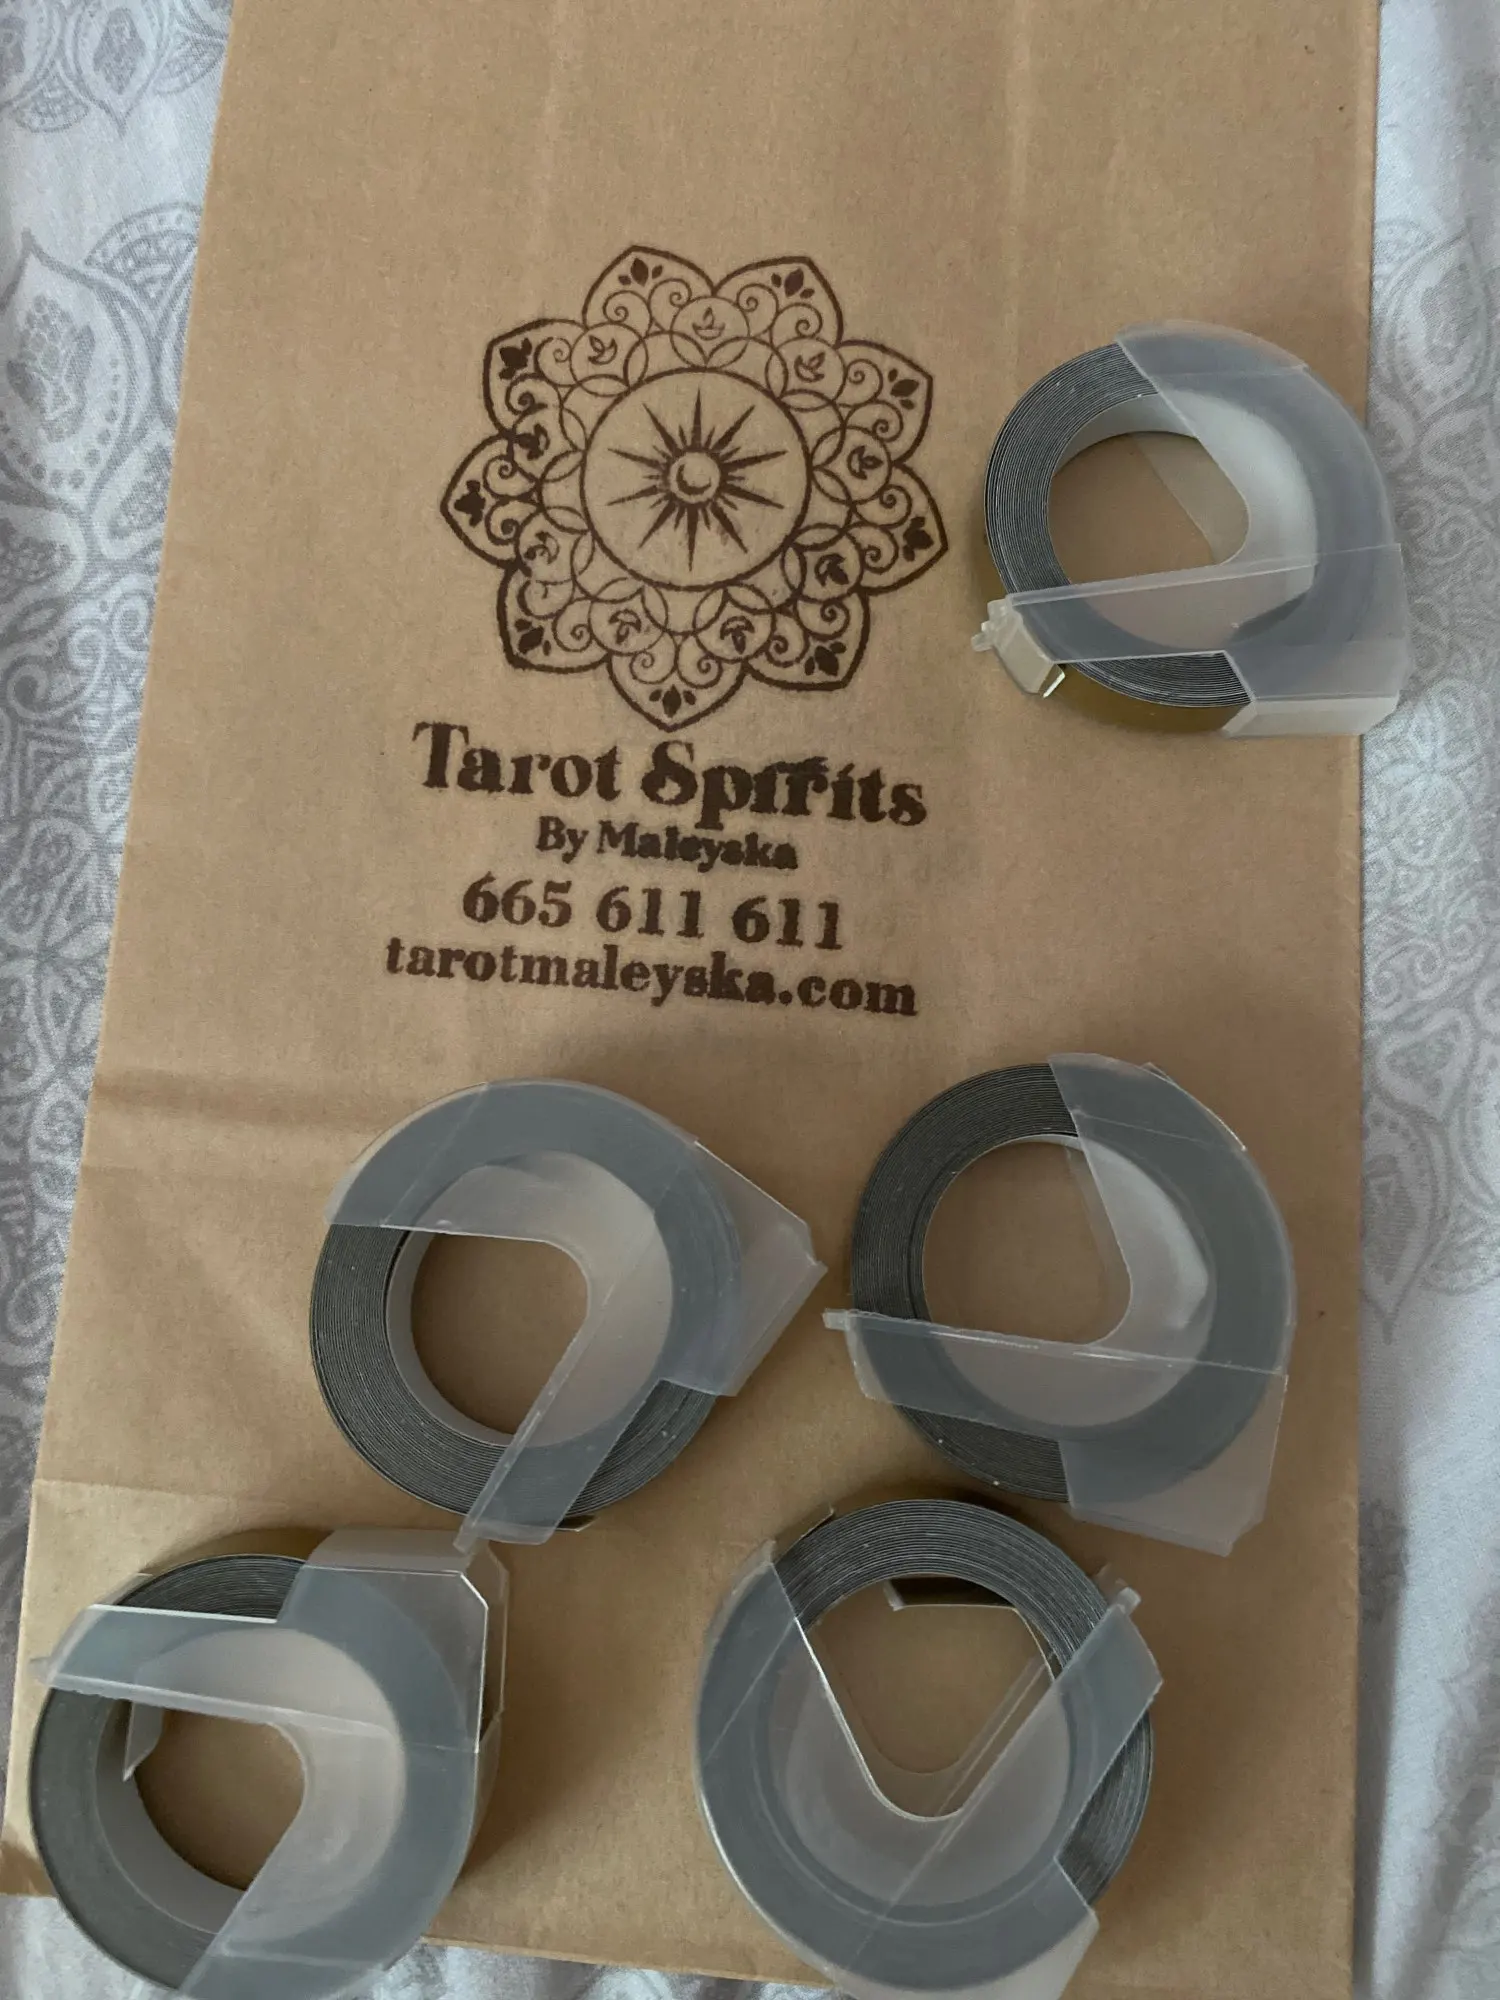 Tarot Spirits
By Maleyska
665 611 611
tarotmaleyska.com